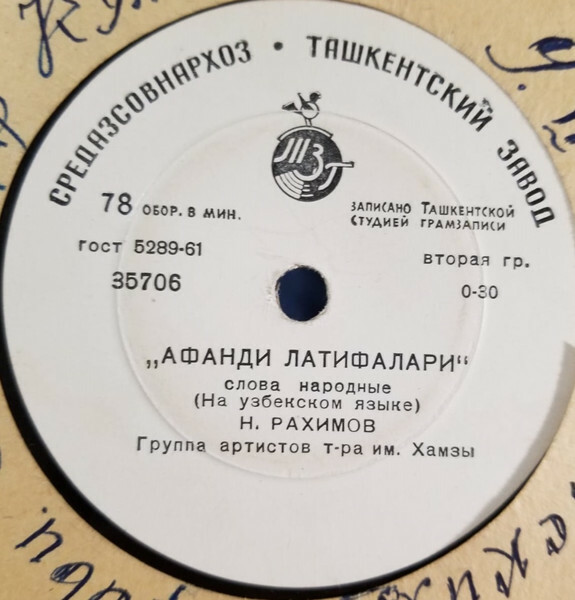 СРЕДАЗСОВНАРХОЗ • ТАШКЕНТСКИЙ ЗАВОД
ТЗГ
78 ОБОР. В МИН.
ЗАПИСАНО ТАШКЕНТСКОЙ
СТУДИЕЙ ГРАМЗАПИСИ
ГОСТ 5289-61
вторая гр.
35706
0-30
„АФАНДИ ЛАТИФАЛАРИ“
слова народные
(На узбекском языке)
Н. РАХИМОВ
Группа артистов т-ра им. Хамзы